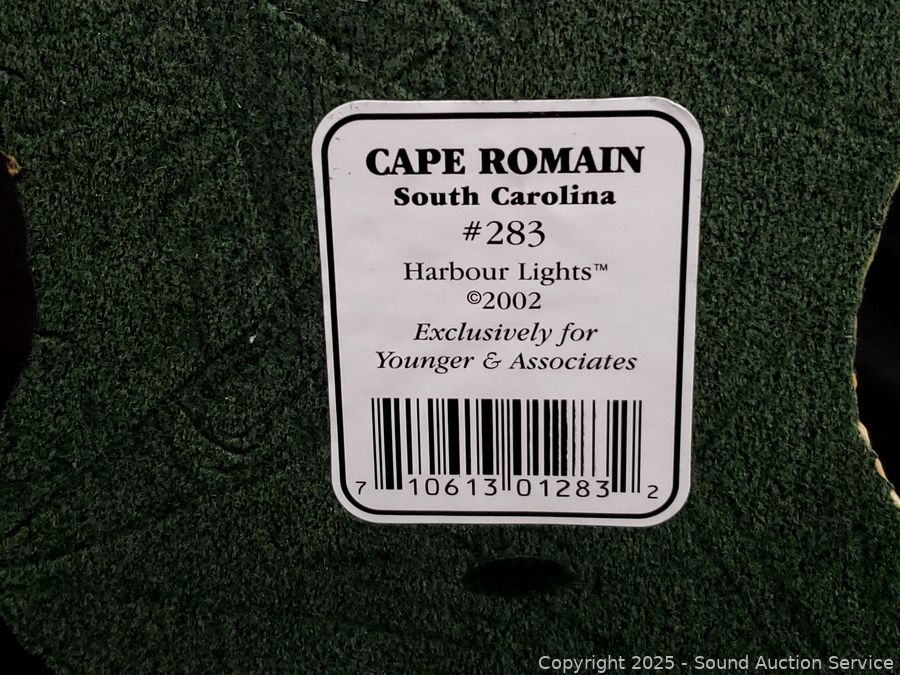 CAPE ROMAIN
South Carolina
#283
Harbour Lights™
©2002
Exclusively for
Younger & Associates
7 10613 01283 2
Copyright 2025 - Sound Auction Service